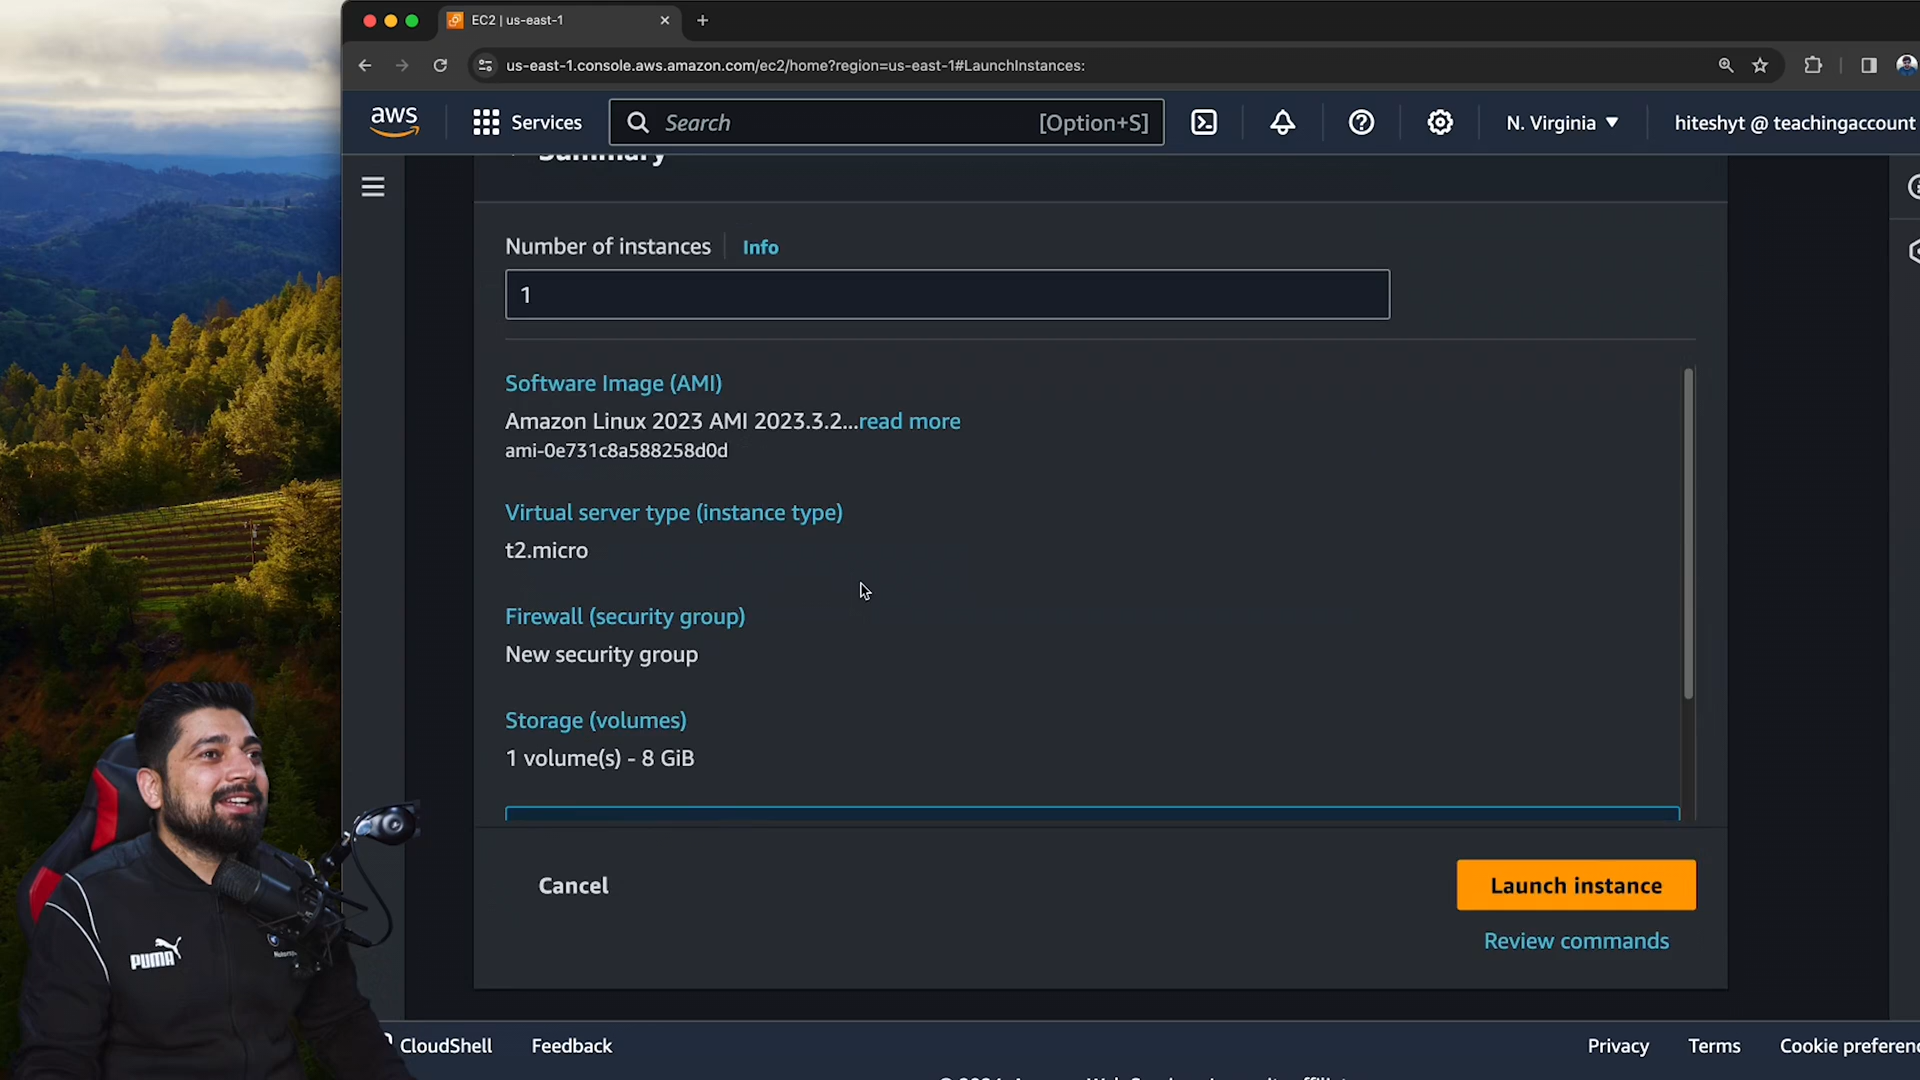 EC2 | us-east-1
us-east-1.console.aws.amazon.com/ec2/home?region=us-east-1#LaunchInstances:
aws
Services
Search
[Option+S]
N. Virginia
hiteshyt @ teachingaccount
Summary
Number of instances
Info
1
Software Image (AMI)
Amazon Linux 2023 AMI 2023.3.2...read more
ami-0e731c8a588258d0d
Virtual server type (instance type)
t2.micro
Firewall (security group)
New security group
Storage (volumes)
1 volume(s) - 8 GiB
Cancel
Launch instance
Review commands
PUMA
CloudShell
Feedback
Privacy
Terms
Cookie preferenc